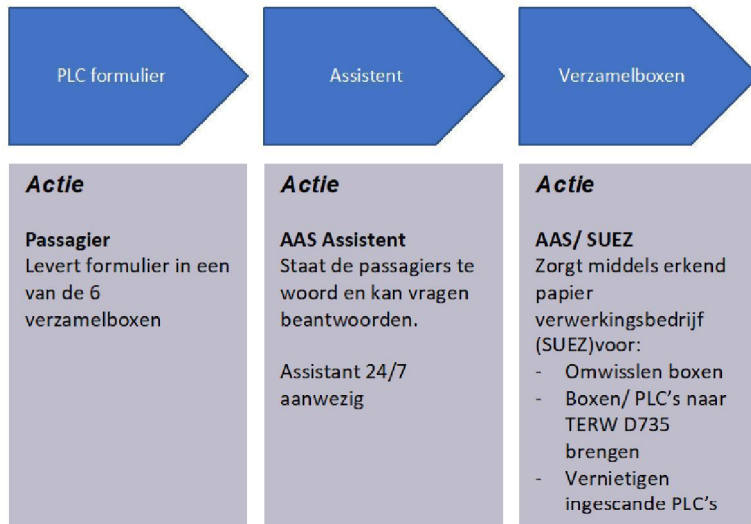 PLC formulier
Assistent
Verzamelboxen
Actie
Passagier
Levert formulier in een
van de 6
verzamelboxen
Actie
AAS Assistent
Staat de passagiers te
woord en kan vragen
beantwoorden.
Assistant 24/7
aanwezig
Actie
AAS/ SUEZ
Zorgt middels erkend
papier
verwerkingsbedrijf
(SUEZ)voor:
- Omwisslen boxen
- Boxen/ PLC's naar
TERW D735
brengen
- Vernietigen
ingescande PLC's